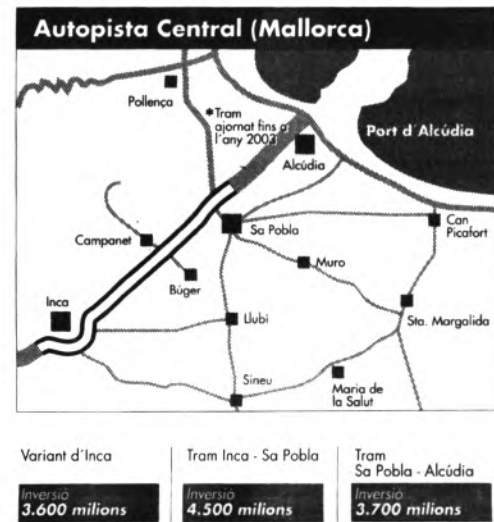 Autopista Central (Mallorca)
Pollença
*Tram
ajornat fins a
l'any 2003
Port d'Alcúdia
Alcúdia
Sa Pobla
Can
Picafort
Campanet
Muro
Búger
Inca
Llubí
Sta. Margalida
Sineu
Maria de
la Salut
Variant d'Inca
Inversió
3.600 milions
Tram Inca - Sa Pobla
Inversió
4.500 milions
Tram
Sa Pobla - Alcúdia
Inversió
3.700 milions